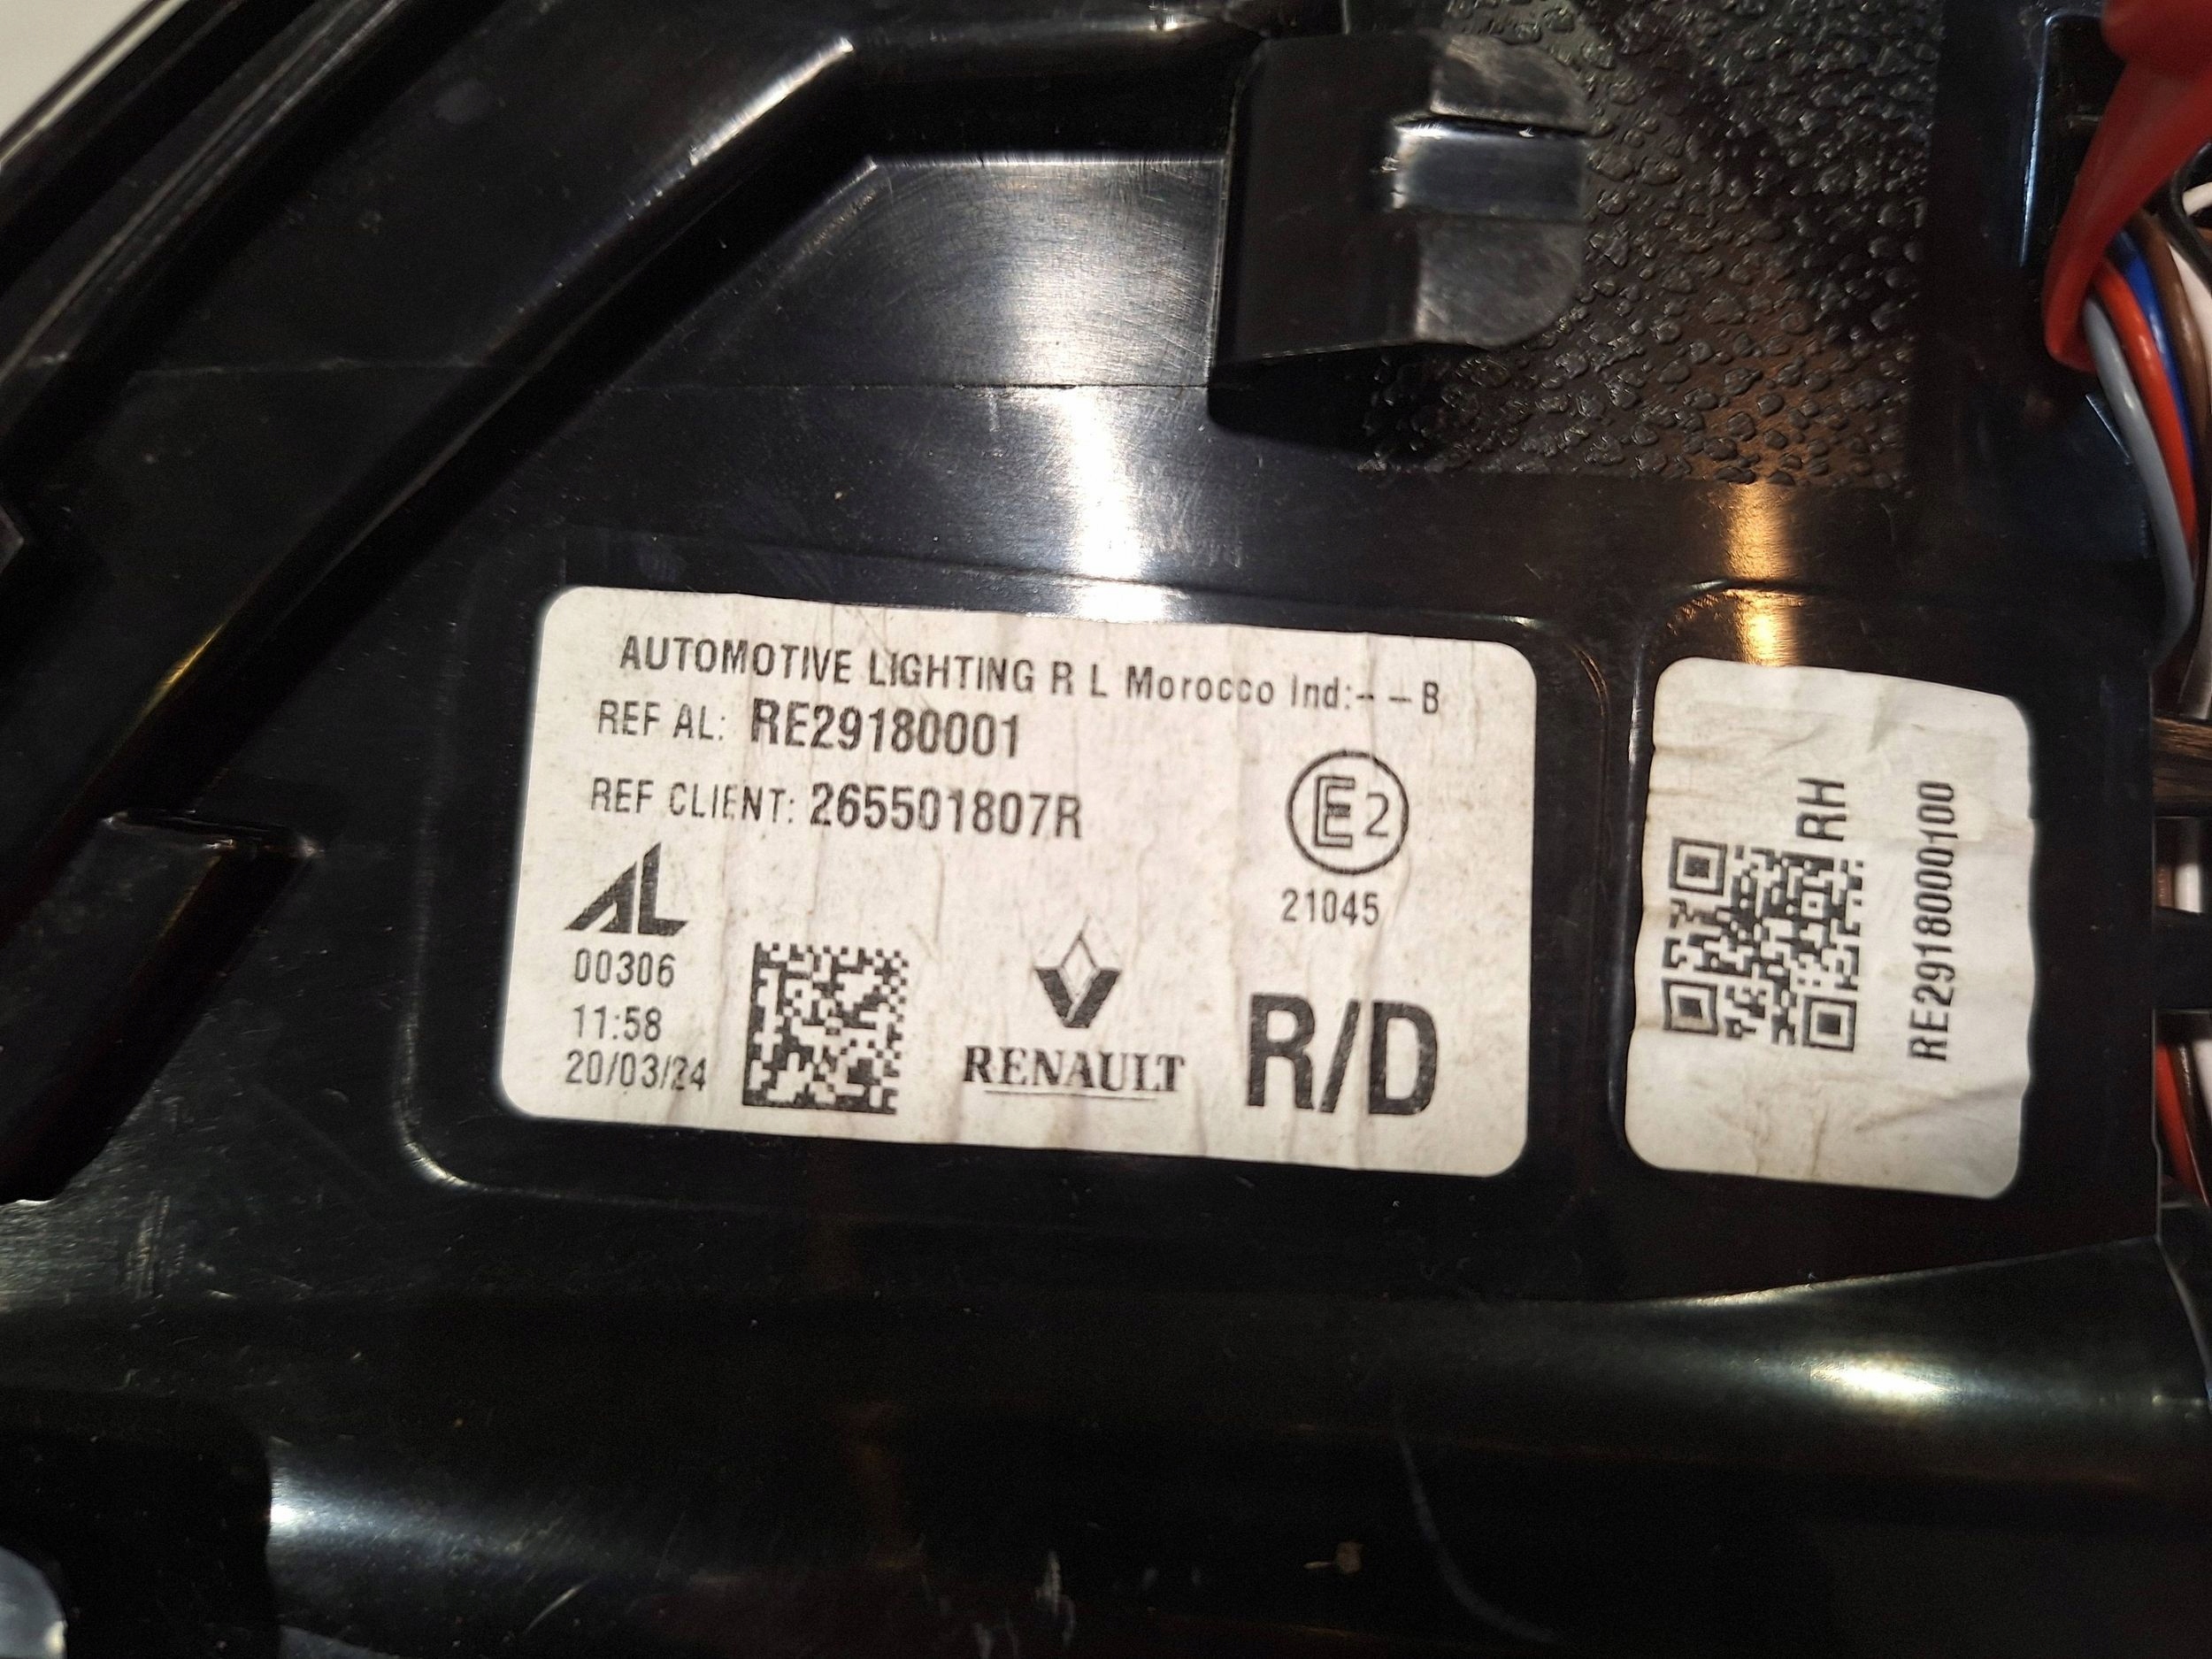 AUTOMOTIVE LIGHTING R L Morocco Ind:- - B
REF AL: RE29180001
REF CLIENT: 265501807R
E2
21045
AL
00306
11:58
20/03/24
RENAULT
R/D
RH
RE2918000100